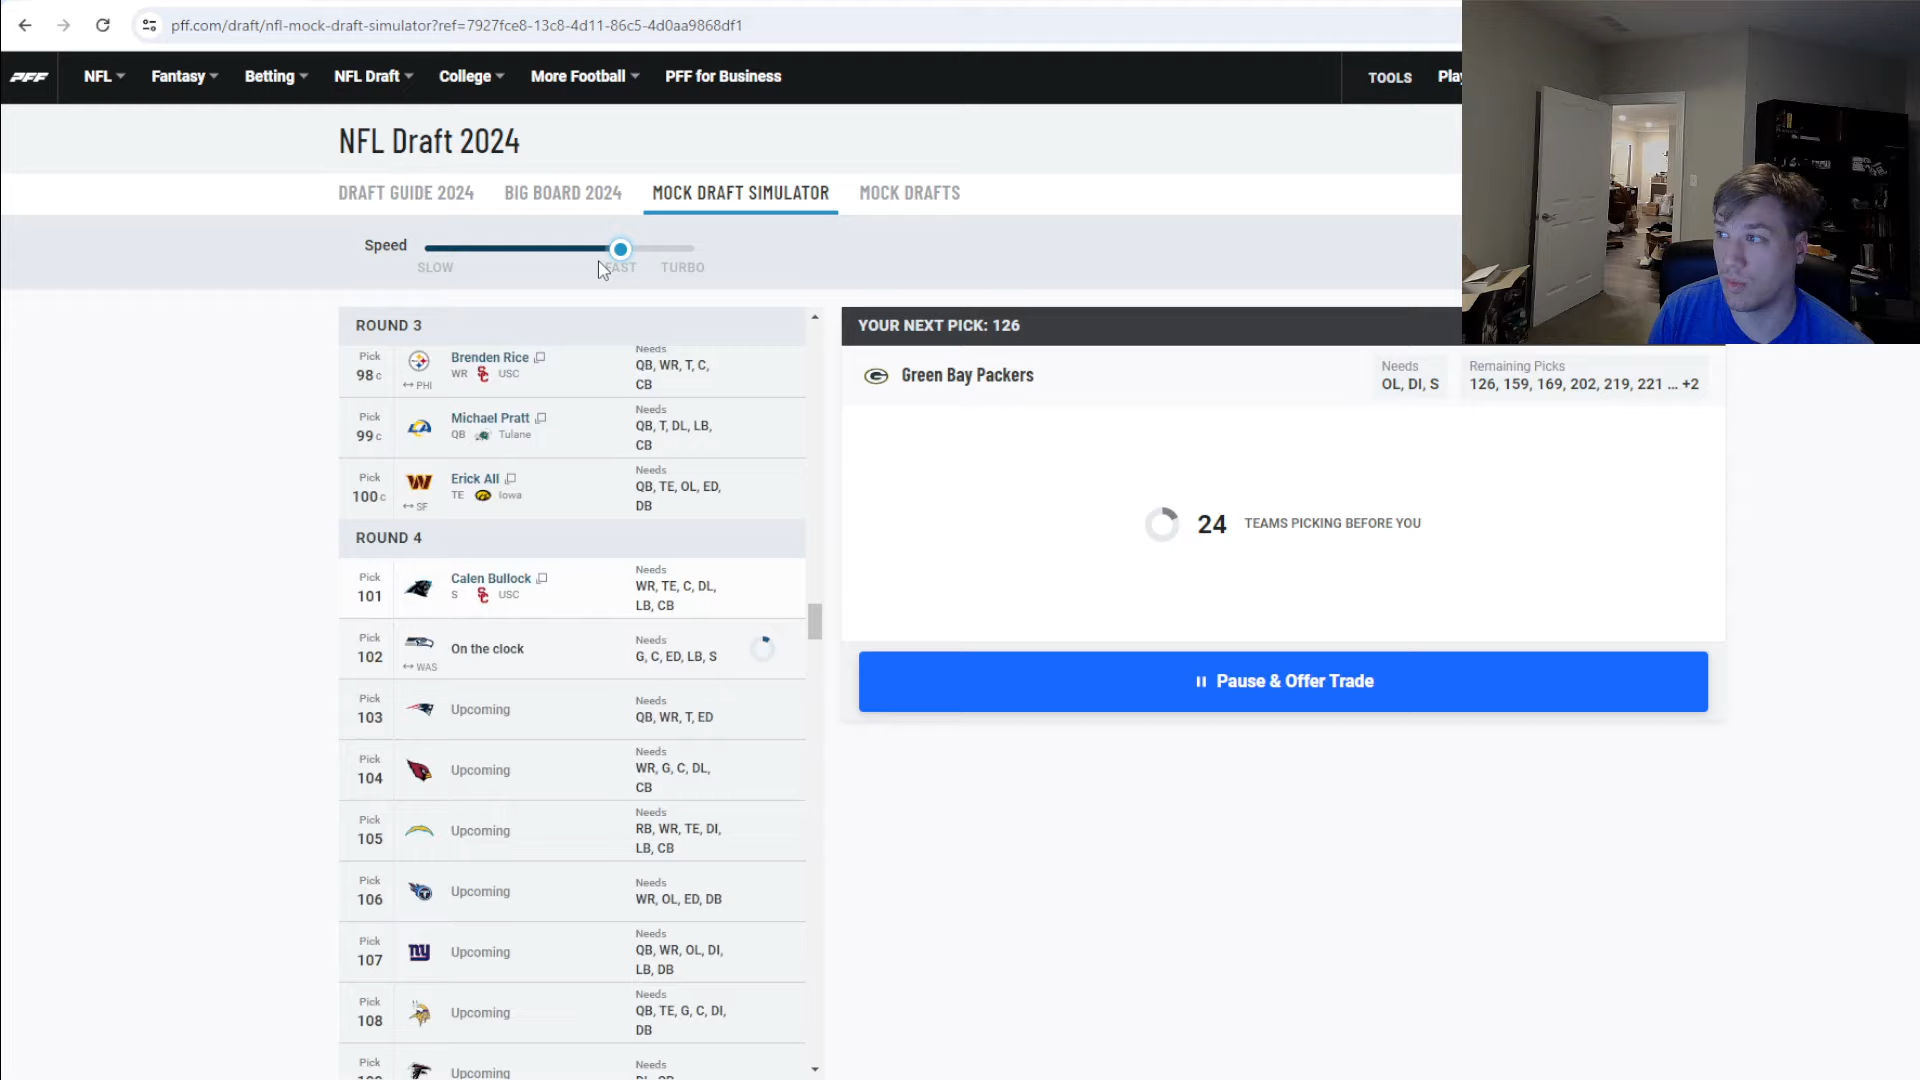 pff.com/draft/nfl-mock-draft-simulator?ref=7927fce8-13c8-4d11-86c5-4d0aa9868df1
PFF NFL Fantasy Betting NFL Draft College More Football PFF for Business TOOLS Pla
NFL Draft 2024
DRAFT GUIDE 2024 BIG BOARD 2024 MOCK DRAFT SIMULATOR MOCK DRAFTS
Speed
SLOW FAST TURBO
ROUND 3
Pick 98 c
↔ PHI
Brenden Rice
WR SC USC
Needs
QB, WR, T, C,
CB
Pick 99 c
Michael Pratt
QB Tulane
Needs
QB, T, DL, LB,
CB
Pick 100 c
↔ SF
Erick All
TE Iowa
Needs
QB, TE, OL, ED,
DB
ROUND 4
Pick 101
Calen Bullock
S SC USC
Needs
WR, TE, C, DL,
LB, CB
Pick 102
↔ WAS
On the clock
Needs
G, C, ED, LB, S
Pick 103
Upcoming
Needs
QB, WR, T, ED
Pick 104
Upcoming
Needs
WR, G, C, DL,
CB
Pick 105
Upcoming
Needs
RB, WR, TE, DI,
LB, CB
Pick 106
Upcoming
Needs
WR, OL, ED, DB
Pick 107
ny
Upcoming
Needs
QB, WR, OL, DI,
LB, DB
Pick 108
Upcoming
Needs
QB, TE, G, C, DI,
DB
Pick
Upcoming
Needs
YOUR NEXT PICK: 126
G Green Bay Packers
Needs
OL, DI, S
Remaining Picks
126, 159, 169, 202, 219, 221 ... +2
24 TEAMS PICKING BEFORE YOU
Pause & Offer Trade